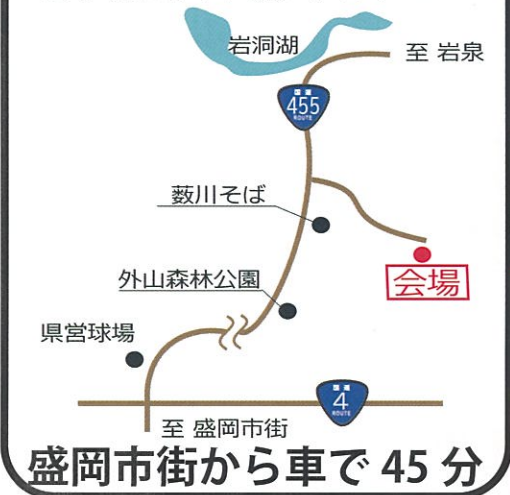 岩洞湖
至 岩泉
国道
455
ROUTE
薮川そば
会場
外山森林公園
県営球場
国道
4
ROUTE
至 盛岡市街
盛岡市街から車で 45 分